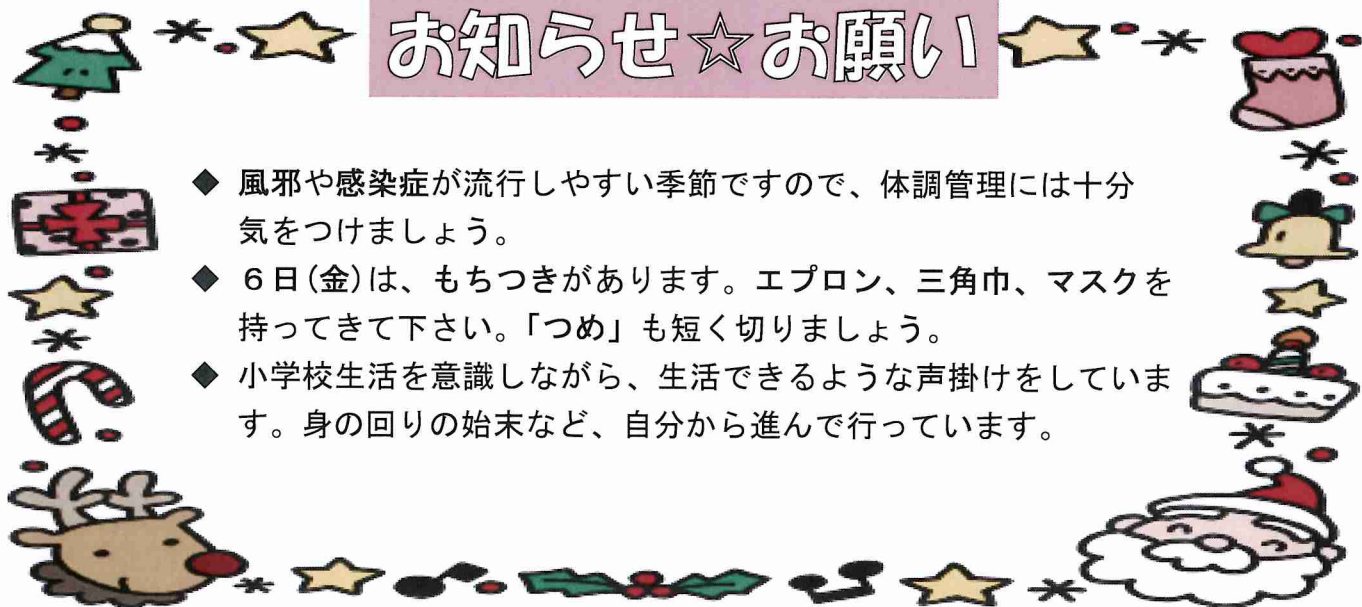 お知らせ☆お願い
◆ 風邪や感染症が流行しやすい季節ですので、体調管理には十分
気をつけましょう。
◆ 6日(金)は、もちつきがあります。エプロン、三角巾、マスクを
持ってきて下さい。「つめ」も短く切りましょう。
◆ 小学校生活を意識しながら、生活できるような声掛けをしていま
す。身の回りの始末など、自分から進んで行っています。